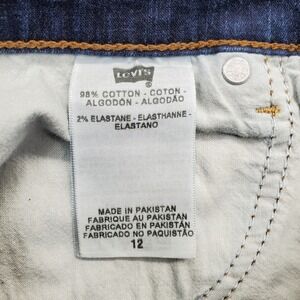 Levi's
98% COTTON - COTON -
ALGODÓN - ALGODÃO
2% ELASTANE - ELASTHANNE -
ELASTANO
MADE IN PAKISTAN
FABRIQUE AU PAKISTAN
FABRICADO EN PAKISTÁN
FABRICADO NO PAQUISTÃO
12